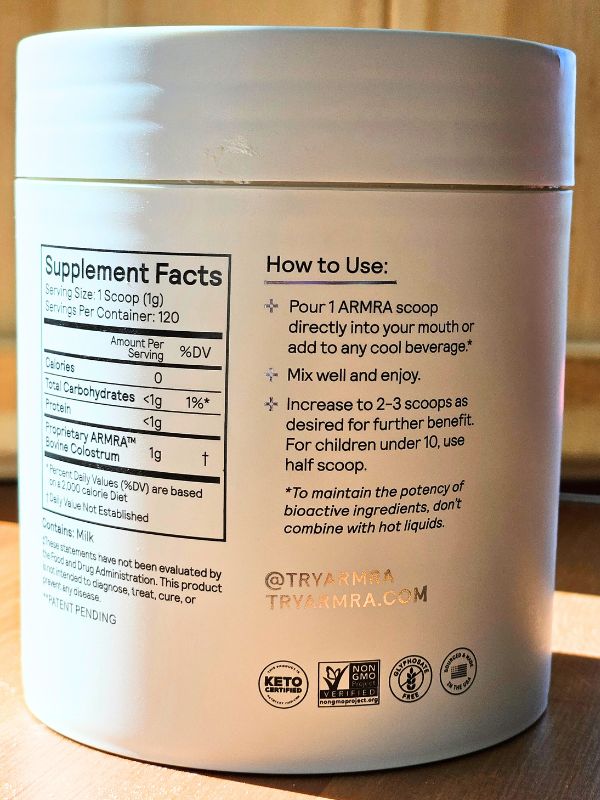 Supplement Facts
Serving Size: 1 Scoop (1g)
Servings Per Container: 120
Amount Per
Serving %DV
Calories 0
Total Carbohydrates <1g 1%*
Protein <1g
Proprietary ARMRA™
Bovine Colostrum 1g †
*Percent Daily Values (%DV) are based
on a 2,000 calorie Diet
†Daily Value Not Established
Contains: Milk
These statements have not been evaluated by
the Food and Drug Administration. This product
is not intended to diagnose, treat, cure, or
prevent any disease.
**PATENT PENDING
How to Use:
Pour 1 ARMRA scoop
directly into your mouth or
add to any cool beverage.*
Mix well and enjoy.
Increase to 2-3 scoops as
desired for further benefit.
For children under 10, use
half scoop.
*To maintain the potency of
bioactive ingredients, don't
combine with hot liquids.
@TRYARMRA
TRYARMRA.COM
KETO
CERTIFIED
NON
GMO
Project
VERIFIED
nongmoproject.org
GLYPHOSATE
FREE
SOURCED & MADE
IN THE USA